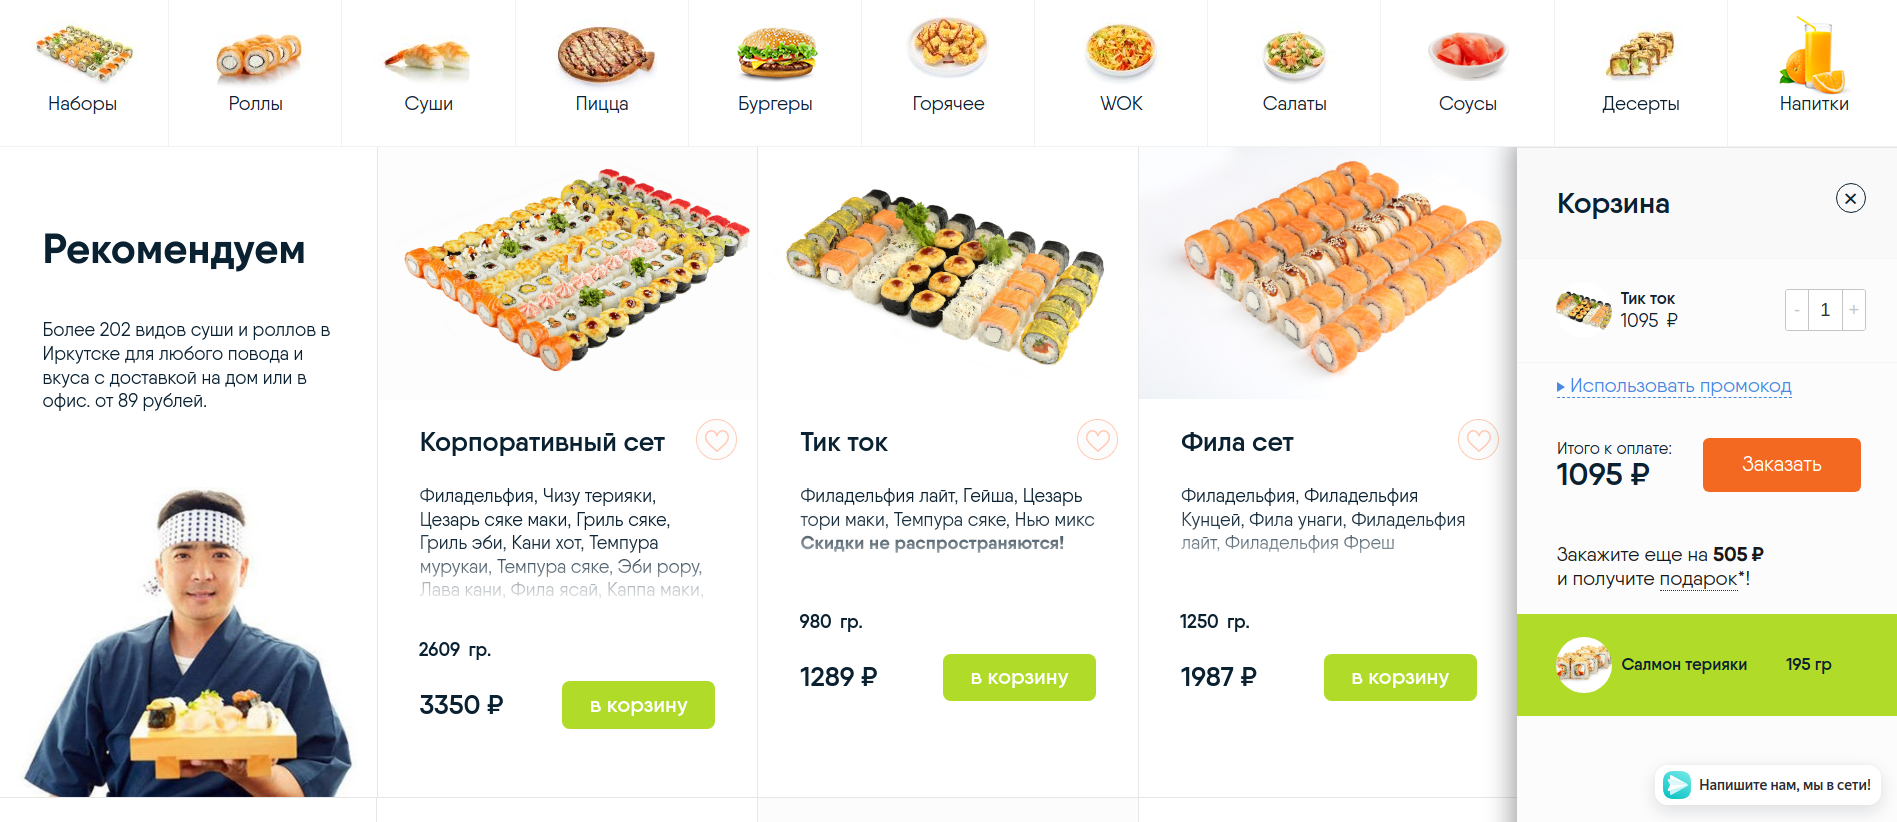 Наборы
Роллы
Суши
Пицца
Бургеры
Горячее
WOK
Салаты
Соусы
Десерты
Напитки
Рекомендуем
Более 202 видов суши и роллов в
Иркутске для любого повода и
вкуса с доставкой на дом или в
офис. от 89 рублей.
Корпоративный сет
Филадельфия, Чизу терияки,
Цезарь сяке маки, Гриль сяке,
Гриль эби, Кани хот, Темпура
мурукаи, Темпура сяке, Эби рору,
Лава кани, Фила ясай, Каппа маки,
2609 гр.
3350 ₽
в корзину
Тик ток
Филадельфия лайт, Гейша, Цезарь
тори маки, Темпура сяке, Нью микс
Скидки не распространяются!
980 гр.
1289 ₽
в корзину
Фила сет
Филадельфия, Филадельфия
Кунцей, Фила унаги, Филадельфия
лайт, Филадельфия Фреш
1250 гр.
1987 ₽
в корзину
Корзина
Тик ток
1095 ₽
- 1 +
Использовать промокод
Итого к оплате:
1095 ₽
Заказать
Закажите еще на 505 ₽
и получите подарок*!
Салмон терияки 195 гр
Напишите нам, мы в сети!